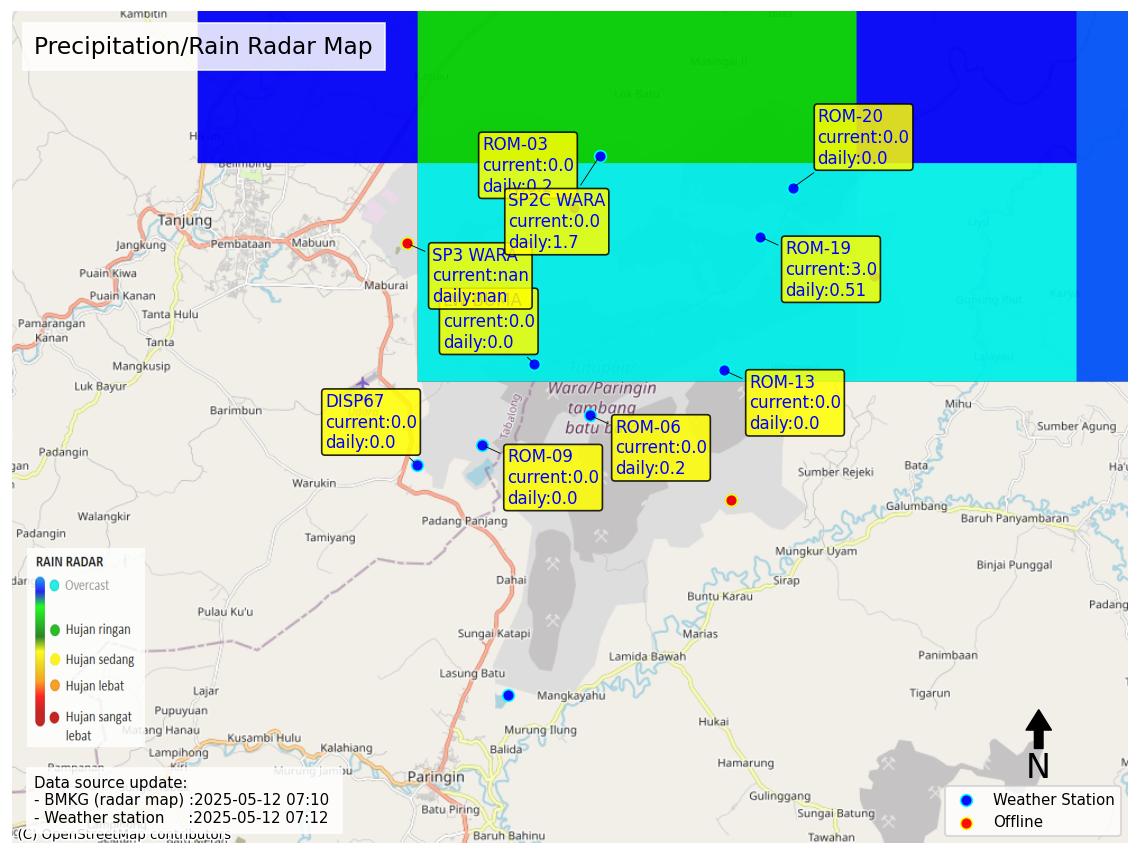 Kambitin
Precipitation/Rain Radar Map
Masingai II
Lok Batu
ROM-20
current:0.0
daily:0.0
ROM-03
current:0.0
daily:0.2
Belimbing
SP2C WARA
current:0.0
daily:1.7
Tanjung
Jangkung
Pembataan
Mabuun
SP3 WARA
current:nan
daily:nan
ROM-19
current:3.0
daily:0.51
Puain Kiwa
Maburai
Puain Kanan
current:0.0
daily:0.0
Tanta Hulu
Pamarangan
Kanan
Tanta
Mangkusip
Wara/Paringin
tambang
Luk Bayur
ROM-13
current:0.0
daily:0.0
DISP67
current:0.0
daily:0.0
Barimbun
Tabalong
Mihu
Sumber Agung
ROM-06
current:0.0
daily:0.2
ROM-09
current:0.0
daily:0.0
Padangin
Bata
Sumber Rejeki
Warukin
Galumbang
Walangkir
Padang Panjang
Baruh Panyambaran
Padangin
Tamiyang
Mungkur Uyam
Binjai Punggal
RAIN RADAR
Overcast
Hujan ringan
Hujan sedang
Hujan lebat
Hujan sangat
lebat
Dahai
Sirap
Buntu Karau
Padang
Pulau Ku'u
Sungai Katapi
Marias
Lamida Bawah
Panimbaan
Lasung Batu
Lajar
Mangkayahu
Tigarun
Pupuyuan
Matang Hanau
Murung Ilung
Hukai
Kusambi Hulu
Lampihong
Kalahiang
Balida
Hamarung
Murung Jambu
Paringin
N
Data source update:
- BMKG (radar map) :2025-05-12 07:10
- Weather station :2025-05-12 07:12
(C) OpenStreetMap contributors
Gulinggang
Batu Piring
Sungai Batung
Baruh Bahinu
Tawahan
Weather Station
Offline